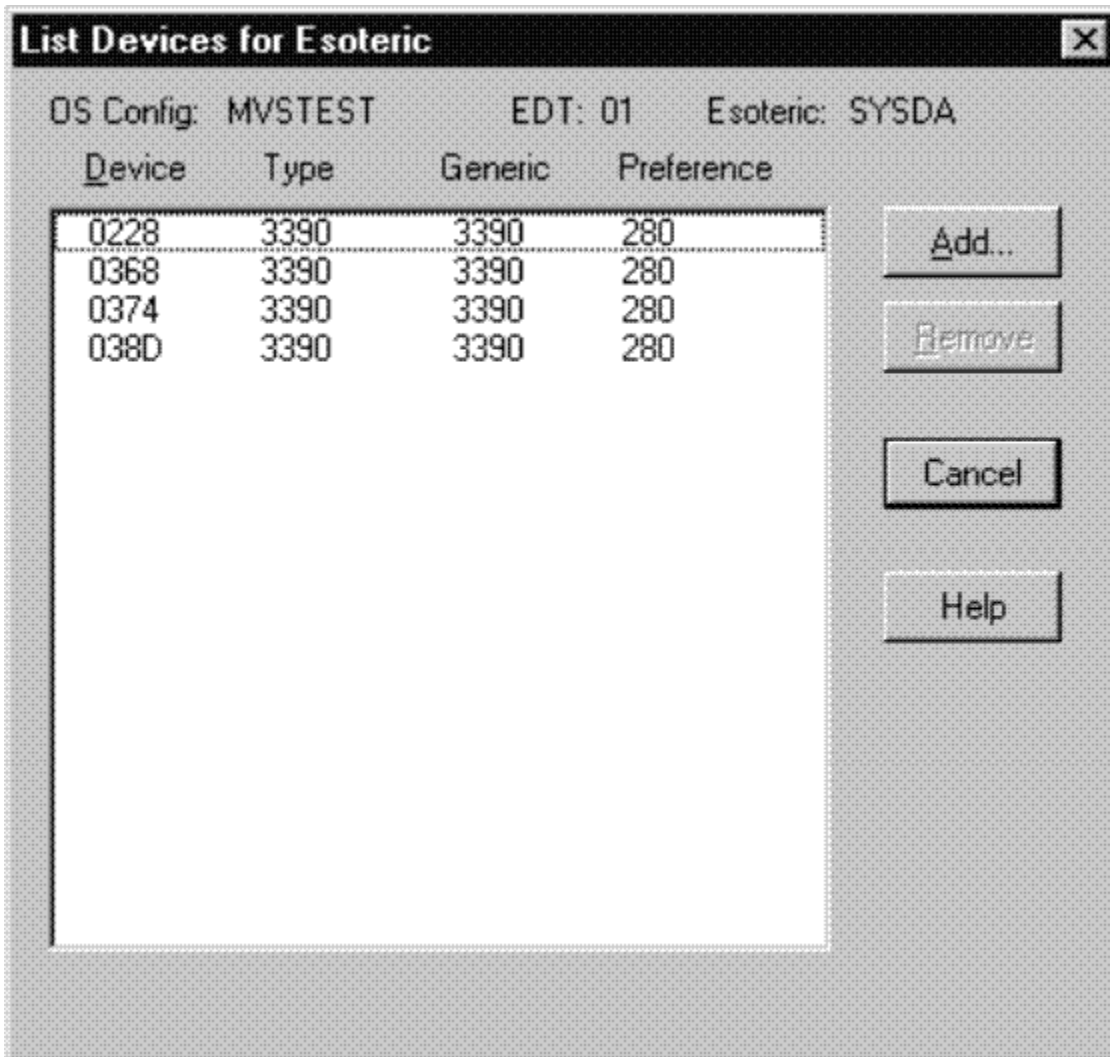 List Devices for Esoteric
OS Config: MVSTEST EDT: 01 Esoteric: SYSDA
Device Type Generic Preference
0228 3390 3390 280
0368 3390 3390 280
0374 3390 3390 280
038D 3390 3390 280
Add...
Remove
Cancel
Help